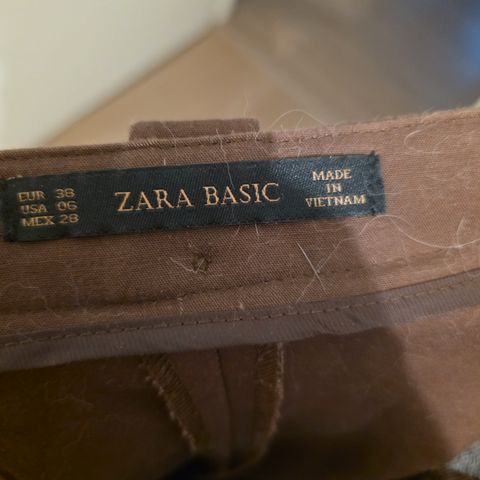 EUR 38
USA 06
MEX 28
ZARA BASIC
MADE
IN
VIETNAM